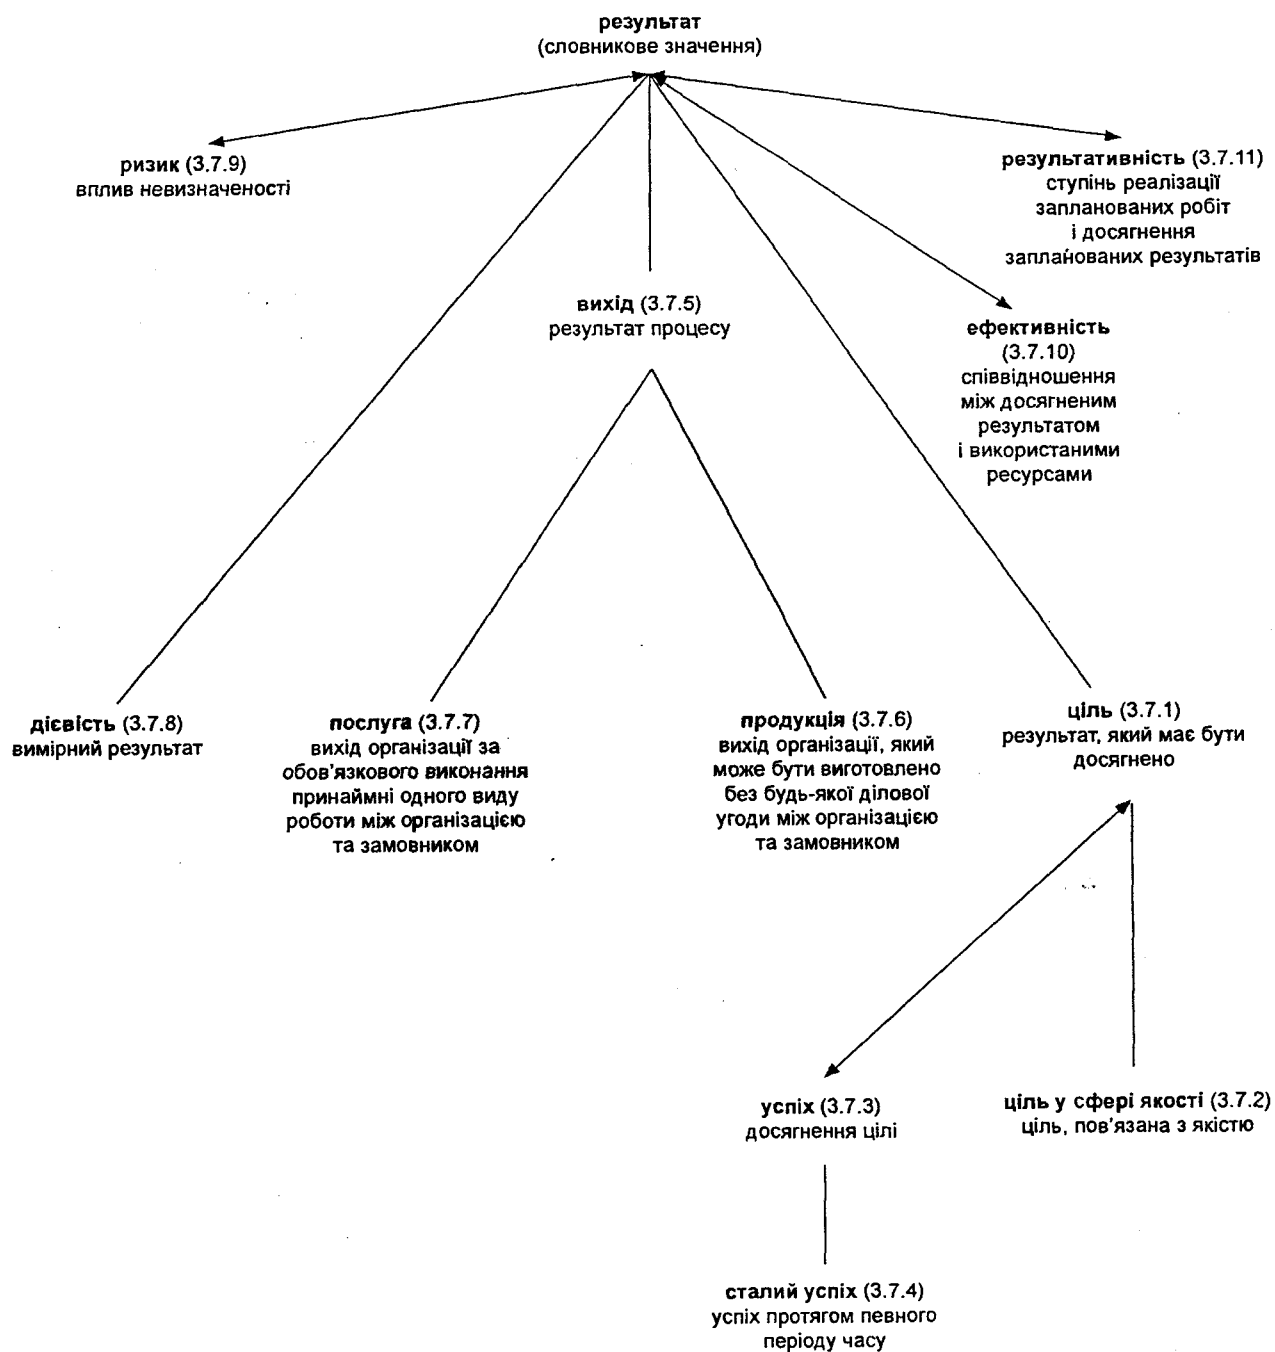 результат
(словникове значення)
ризик (3.7.9)
вплив невизначеності
результативність (3.7.11)
ступінь реалізації
запланованих робіт
і досягнення
запланованих результатів
вихід (3.7.5)
результат процесу
ефективність
(3.7.10)
співвідношення
між досягненим
результатом
і використаними
ресурсами
дієвість (3.7.8)
вимірний результат
послуга (3.7.7)
вихід організації за
обов'язкового виконання
принаймні одного виду
роботи між організацією
та замовником
продукція (3.7.6)
вихід організації, який
може бути виготовлено
без будь-якої ділової
угоди між організацією
та замовником
ціль (3.7.1)
результат, який має бути
досягнено
успіх (3.7.3)
досягнення цілі
ціль у сфері якості (3.7.2)
ціль, пов'язана з якістю
сталий успіх (3.7.4)
успіх протягом певного
періоду часу